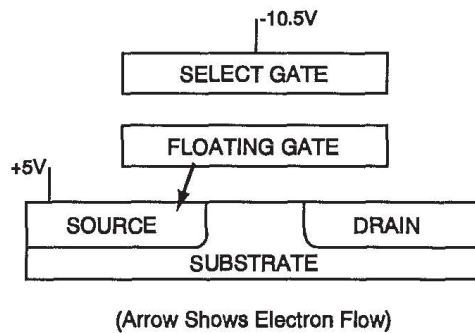 -10.5V
SELECT GATE
FLOATING GATE
+5V
SOURCE
DRAIN
SUBSTRATE
(Arrow Shows Electron Flow)